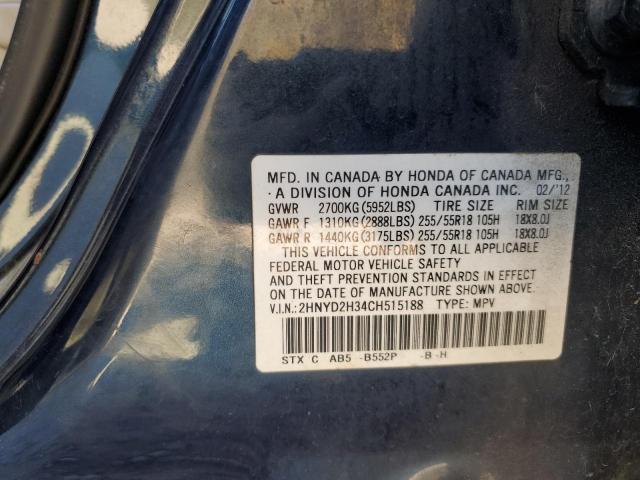 MFD. IN CANADA BY HONDA OF CANADA MFG.,
A DIVISION OF HONDA CANADA INC. 02/'12
GVWR 2700KG(5952LBS) TIRE SIZE RIM SIZE
GAWR F 1310KG(2888LBS) 255/55R18 105H 18X8.0J
GAWR R 1440KG(3175LBS) 255/55R18 105H 18X8.0J
THIS VEHICLE CONFORMS TO ALL APPLICABLE
FEDERAL MOTOR VEHICLE SAFETY
AND THEFT PREVENTION STANDARDS IN EFFECT
ON THE DATE OF MANUFACTURE SHOWN ABOVE.
V.I.N.:2HNYD2H34CH515188 TYPE: MPV
STX C AB5 -B552P -B-H